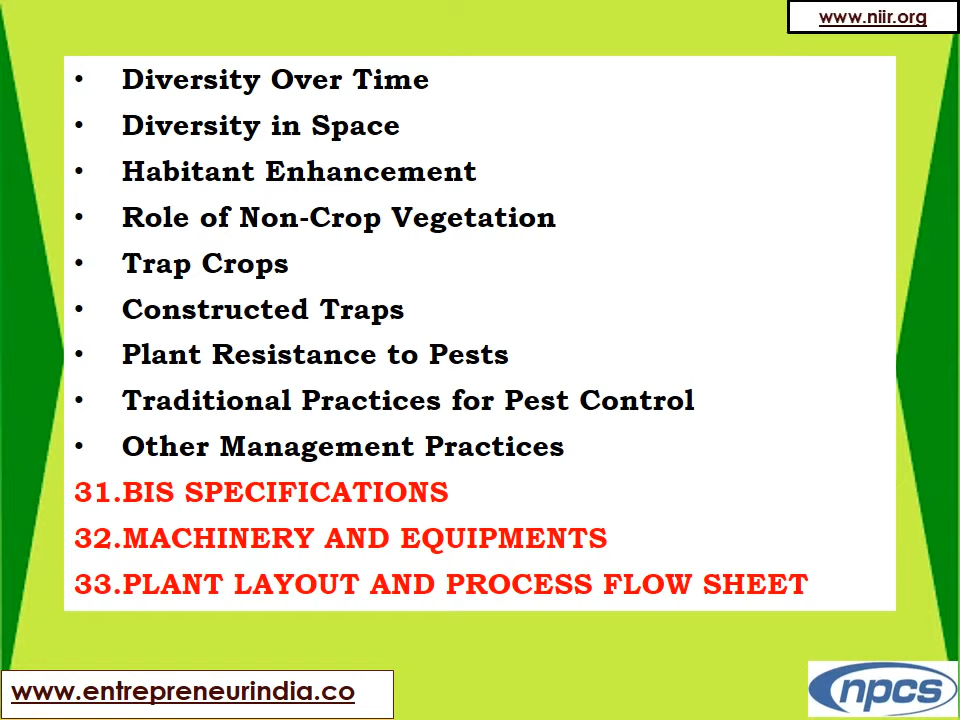 www.niir.org
• Diversity Over Time
• Diversity in Space
• Habitant Enhancement
• Role of Non-Crop Vegetation
• Trap Crops
• Constructed Traps
• Plant Resistance to Pests
• Traditional Practices for Pest Control
• Other Management Practices
31.BIS SPECIFICATIONS
32.MACHINERY AND EQUIPMENTS
33.PLANT LAYOUT AND PROCESS FLOW SHEET
www.entrepreneurindia.co
npcs